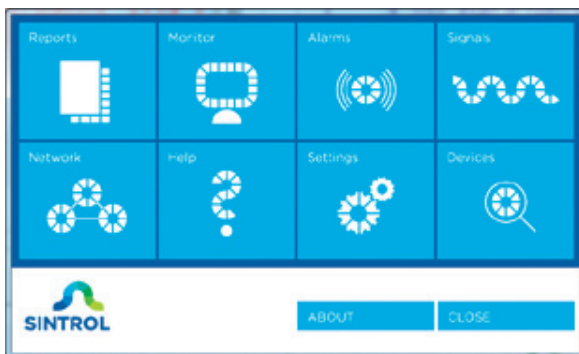 Reports Monitor Alarms Signals
Network Help Settings Devices
SINTROL ABOUT CLOSE